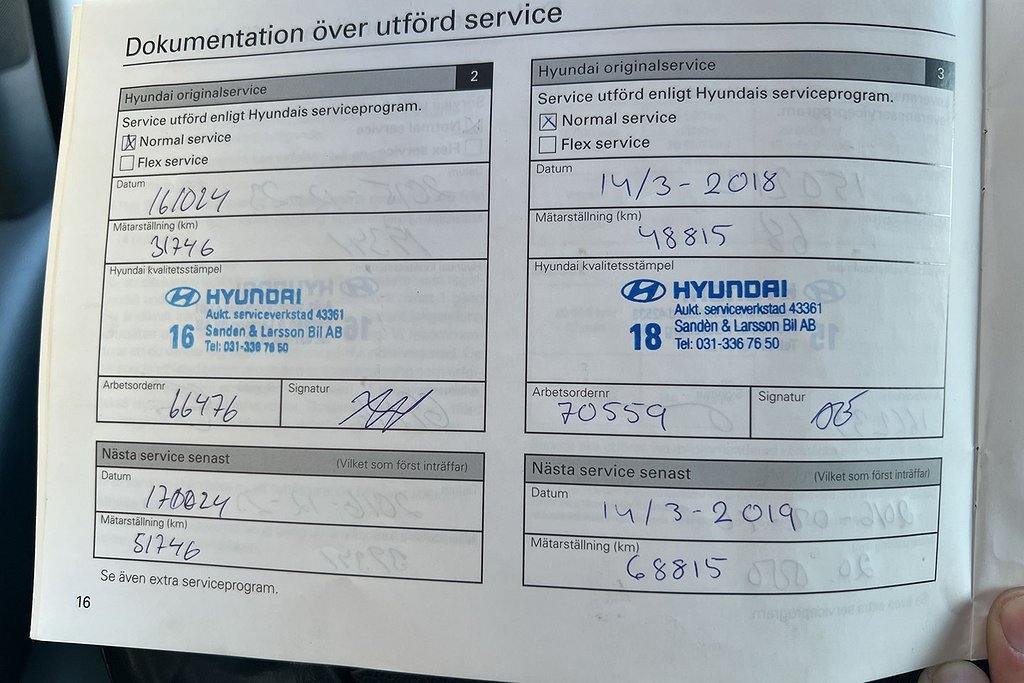 Dokumentation över utförd service
Hyundai originalservice 2
Service utförd enligt Hyundais serviceprogram.
Normal service
Flex service
Datum
161024
Mätarställning (km)
31746
Hyundai kvalitetsstämpel
HYUNDAI
Aukt. serviceverkstad 43361
16 Sandèn & Larsson Bil AB
Tel: 031-336 76 50
Arbetsordernr
66476
Signatur
Nästa service senast (Vilket som först inträffar)
Datum
Mätarställning (km)
51746
Se även extra serviceprogram.
16
Hyundai originalservice 3
Service utförd enligt Hyundais serviceprogram.
Normal service
Flex service
Datum
14/3-2018
Mätarställning (km)
48815
Hyundai kvalitetsstämpel
HYUNDAI
Aukt. serviceverkstad 43361
18 Sandèn & Larsson Bil AB
Tel: 031-336 76 50
Arbetsordernr
70559
Signatur
Nästa service senast (Vilket som först inträffar)
Datum
14/3-2019
Mätarställning (km)
68815